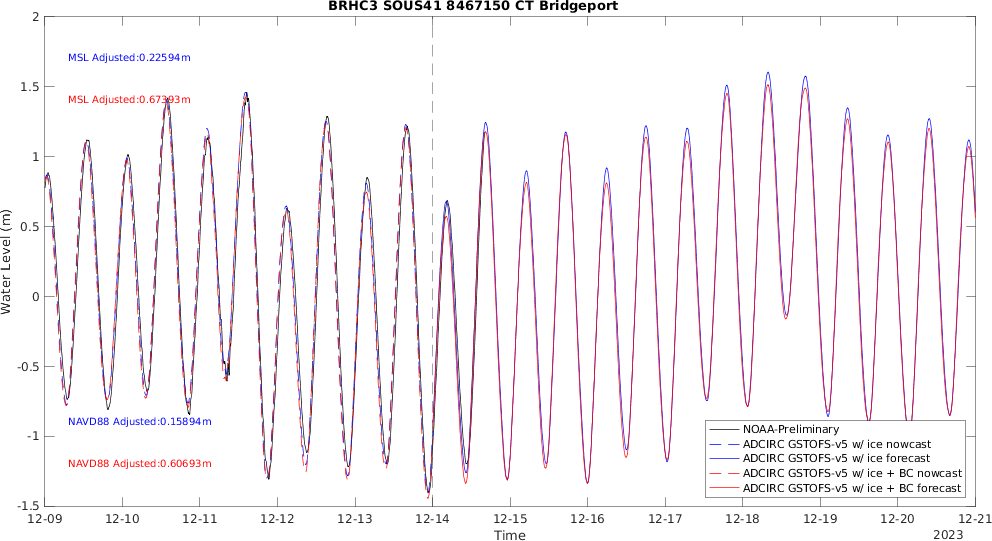 BRHC3 SOUS41 8467150 CT Bridgeport
2
MSL Adjusted:0.22594m
1.5
MSL Adjusted:0.67393m
1
0.5
Water Level (m)
0
-0.5
NAVD88 Adjusted:0.15894m
-1
NAVD88 Adjusted:0.60693m
-1.5
NOAA-Preliminary
ADCIRC GSTOFS-v5 w/ ice nowcast
ADCIRC GSTOFS-v5 w/ ice forecast
ADCIRC GSTOFS-v5 w/ ice + BC nowcast
ADCIRC GSTOFS-v5 w/ ice + BC forecast
12-09 12-10 12-11 12-12 12-13 12-14 12-15 12-16 12-17 12-18 12-19 12-20 12-21
Time
2023